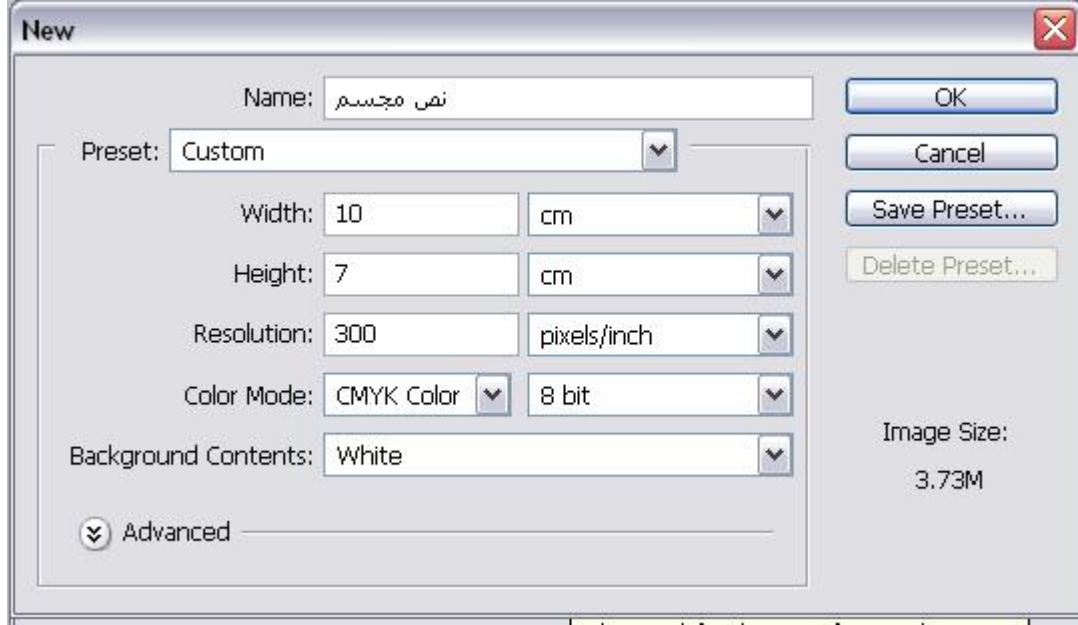 New
Name: نص مجسم
OK
Preset: Custom
Cancel
Width: 10 cm
Save Preset...
Height: 7 cm
Delete Preset...
Resolution: 300 pixels/inch
Color Mode: CMYK Color 8 bit
Image Size:
Background Contents: White
3.73M
Advanced